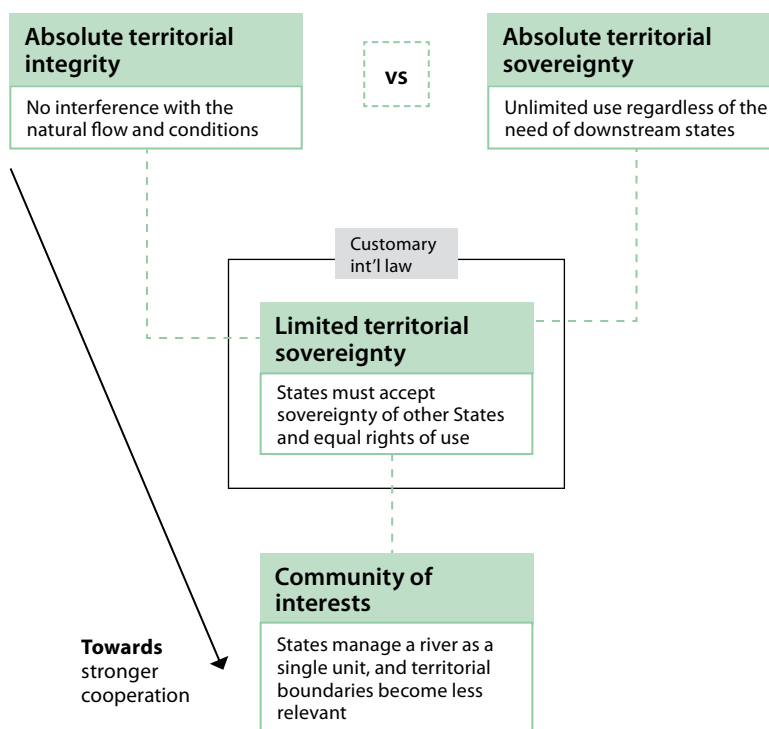 Absolute territorial
integrity
No interference with the
natural flow and conditions
vs
Absolute territorial
sovereignty
Unlimited use regardless of the
need of downstream states
Customary
int’l law
Limited territorial
sovereignty
States must accept
sovereignty of other States
and equal rights of use
Community of
interests
States manage a river as a
single unit, and territorial
boundaries become less
relevant
Towards
stronger
cooperation